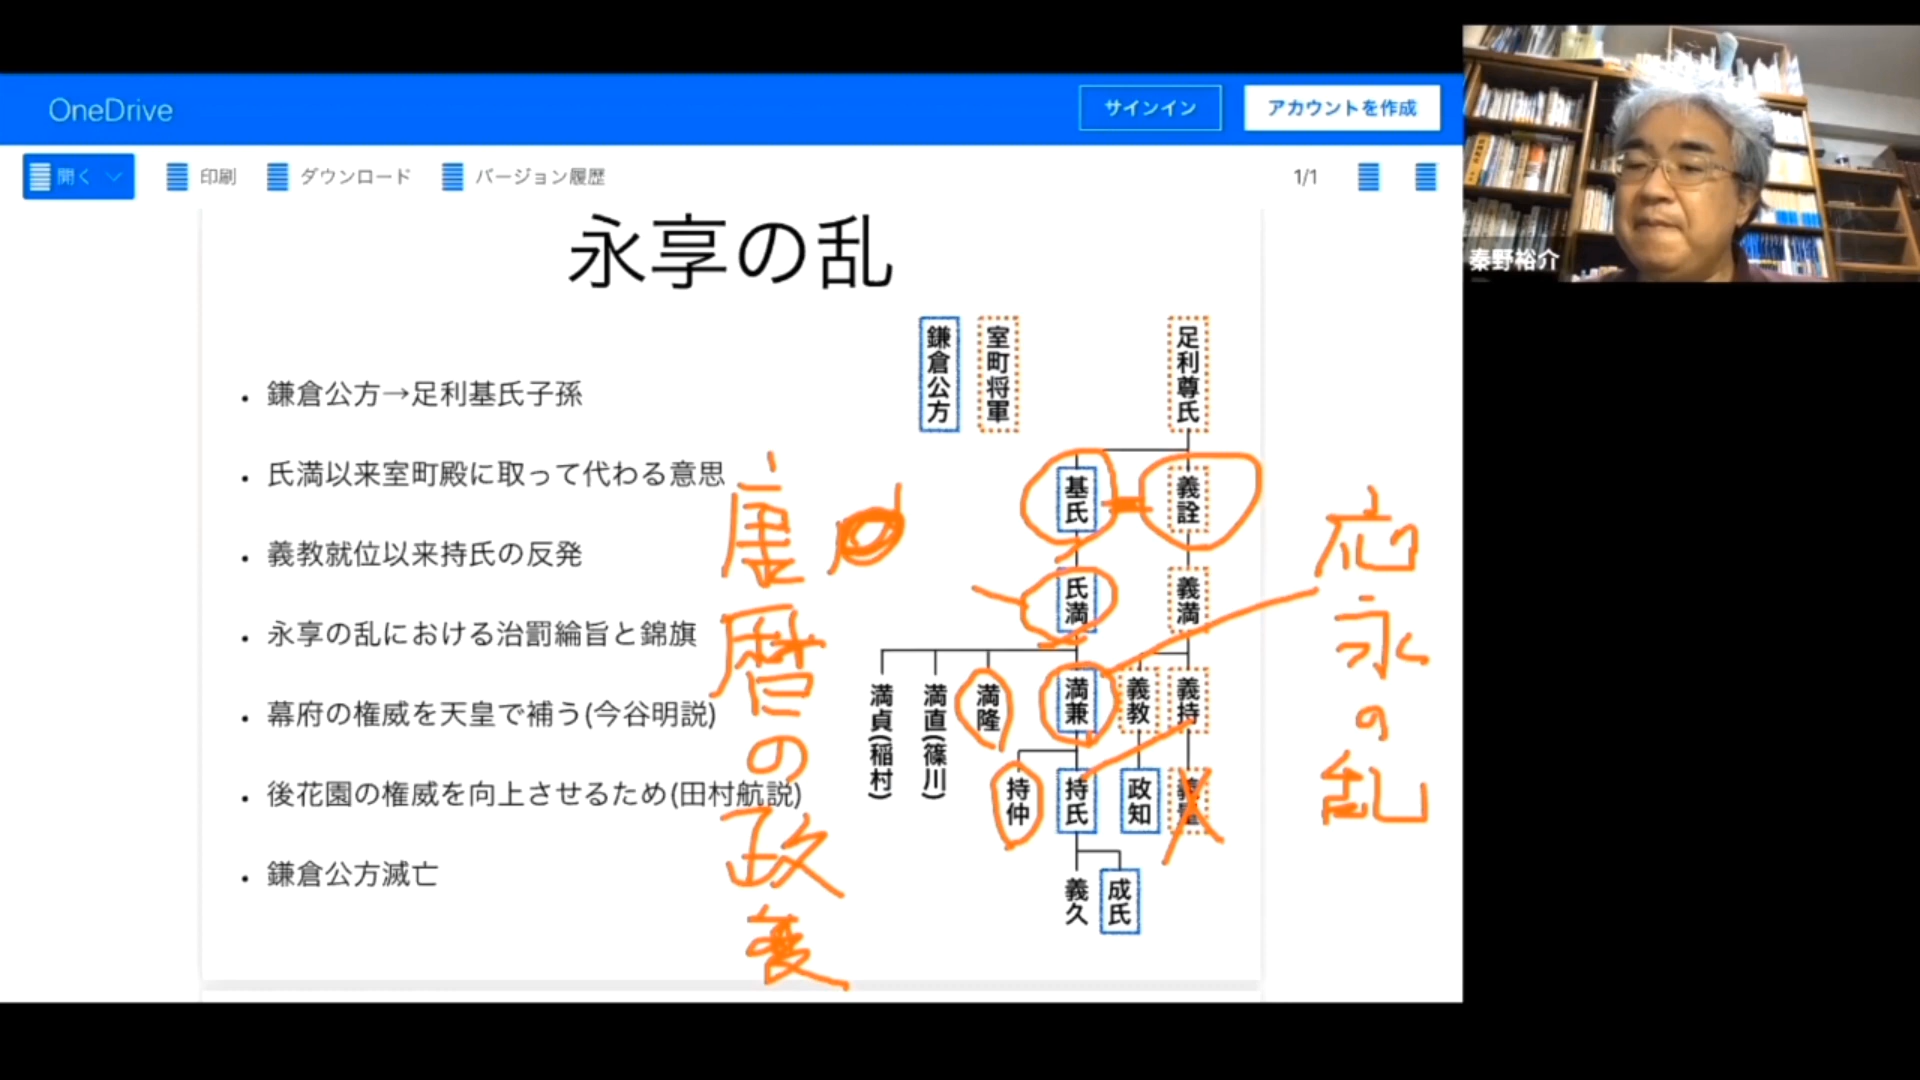 OneDrive
サインイン
アカウントを作成
開く
印刷
ダウンロード
バージョン履歴
1/1
永享の乱
• 鎌倉公方→足利基氏子孫
• 氏満以来室町殿に取って代わる意思
• 義教就位以来持氏の反発
• 永享の乱における治罰綸旨と錦旗
• 幕府の権威を天皇で補う(今谷明説)
• 後花園の権威を向上させるため(田村航説)
• 鎌倉公方滅亡
鎌倉公方
室町将軍
足利尊氏
基氏
義詮
氏満
義満
満貞(稲村)
満直(篠川)
満隆
満兼
義教
義持
持仲
持氏
政知
義久
成氏
応永の乱
暦の政変
秦野裕介